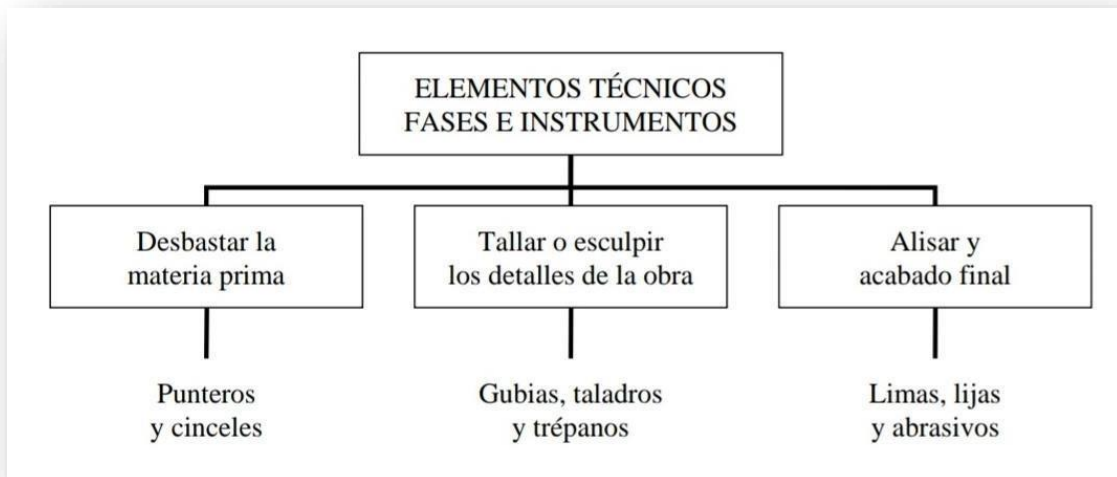 ELEMENTOS TÉCNICOS
FASES E INSTRUMENTOS
Desbastar la
materia prima
Tallar o esculpir
los detalles de la obra
Alisar y
acabado final
Punteros
y cinceles
Gubias, taladros
y trépanos
Limas, lijas
y abrasivos